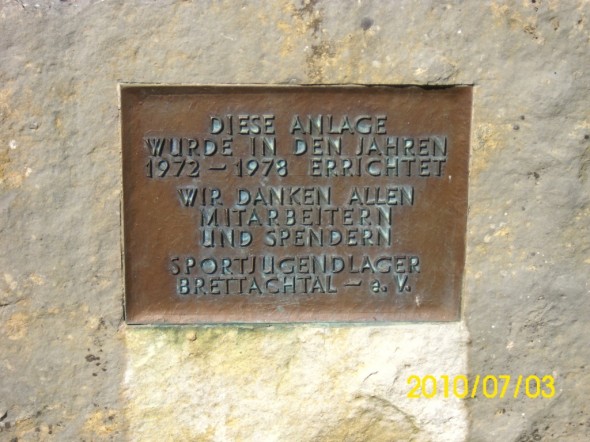 DIESE ANLAGE
WURDE IN DEN JAHREN
1972 – 1978 ERRICHTET
WIR DANKEN ALLEN
MITARBEITERN
UND SPENDERN
SPORTJUGENDLAGER
BRETTACHTAL – e. V.
2010/07/03